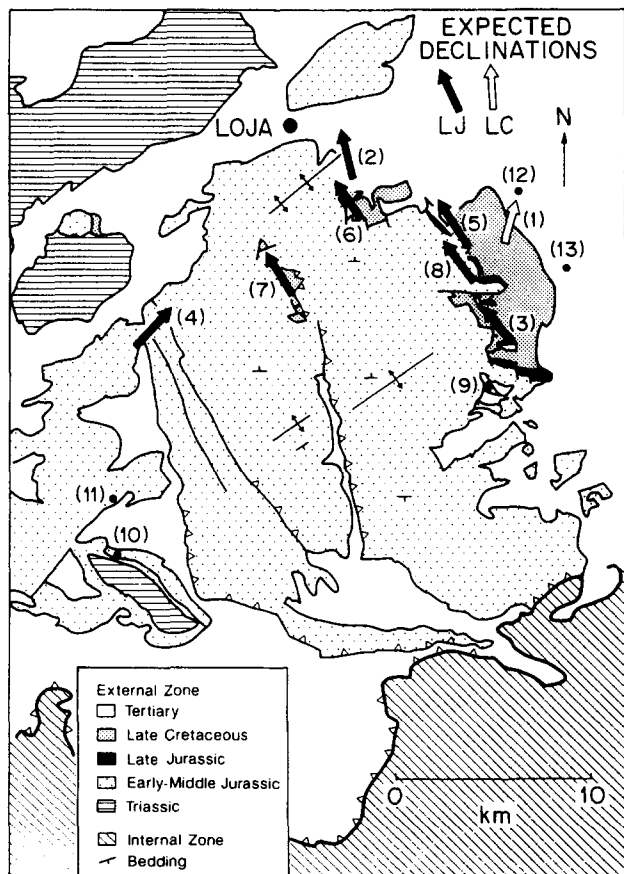 EXPECTED
DECLINATIONS
LJ LC
N
LOJA
(2)
(12)
(1)
(5)
(6)
(13)
(8)
(7)
(4)
(3)
(9)
(11)
(10)
External Zone
Tertiary
Late Cretaceous
Late Jurassic
Early-Middle Jurassic
Triassic
Internal Zone
Bedding
0 10
km